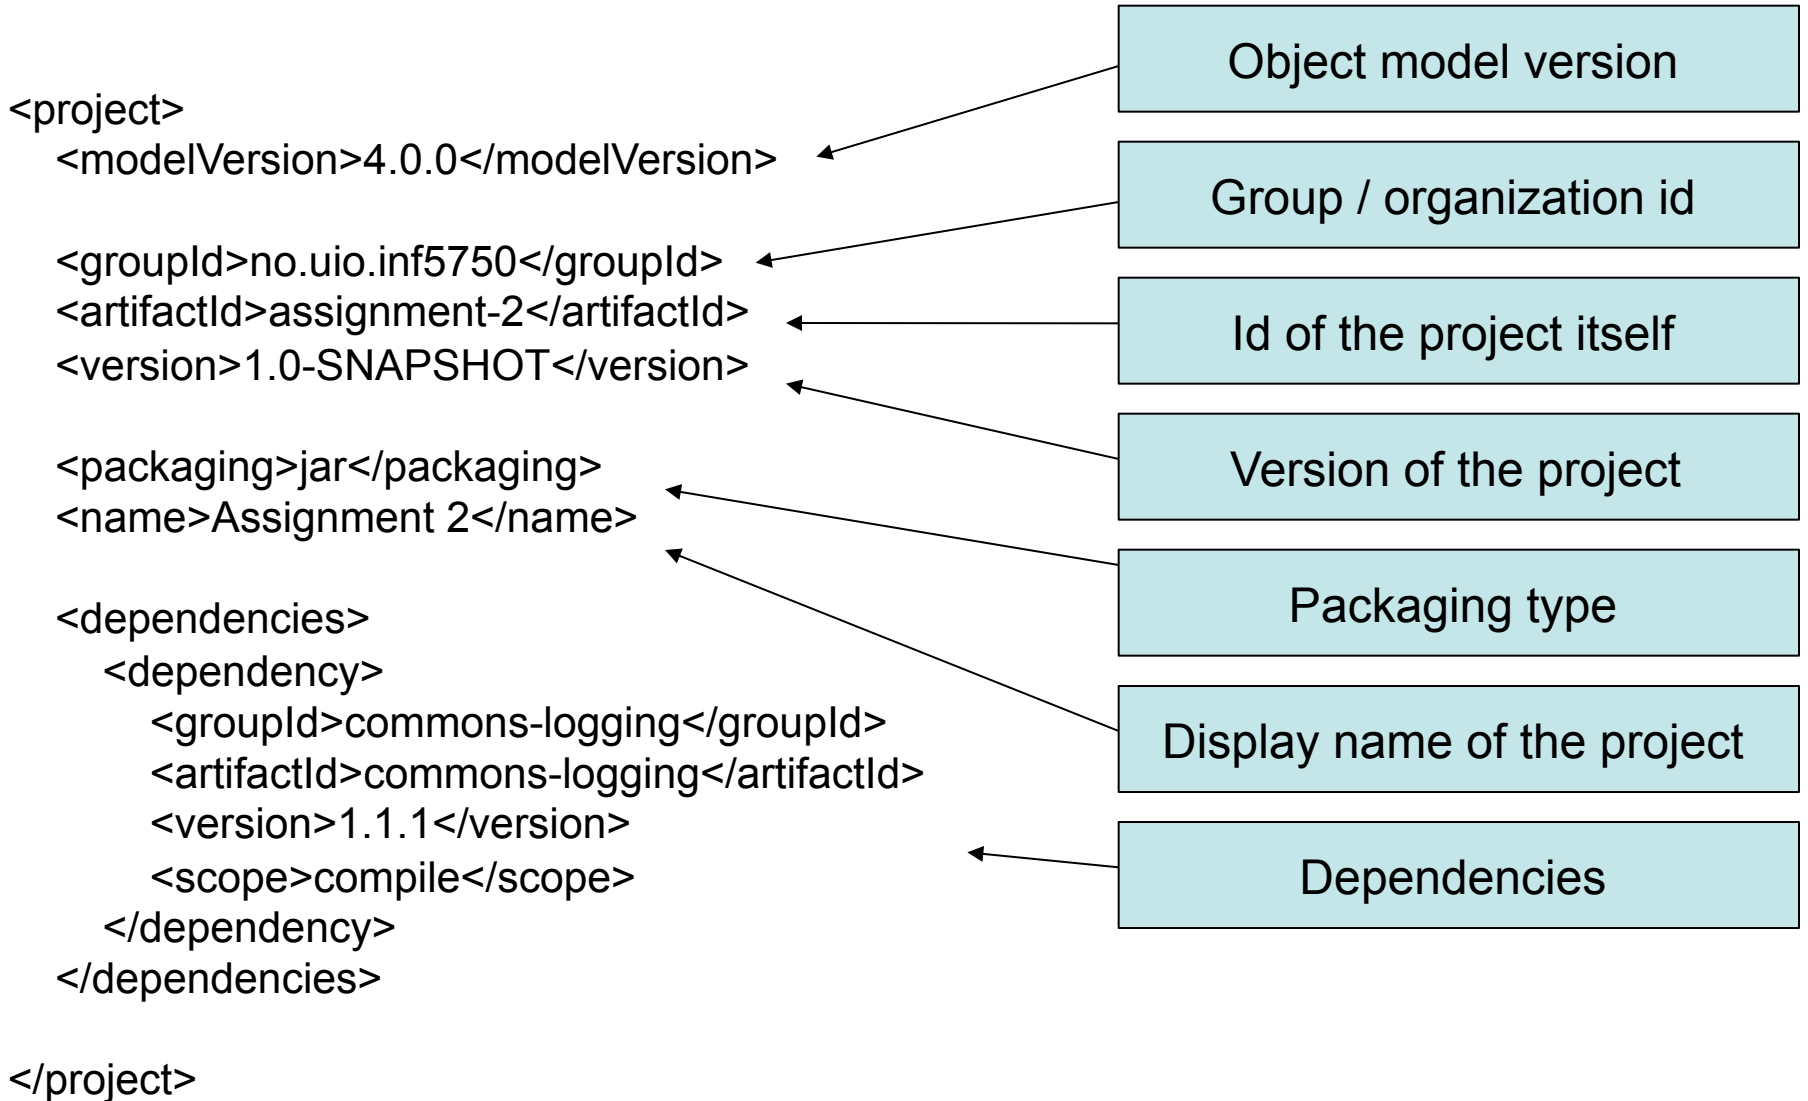 <project>
<modelVersion>4.0.0</modelVersion>
<groupId>no.uio.inf5750</groupId>
<artifactId>assignment-2</artifactId>
<version>1.0-SNAPSHOT</version>
<packaging>jar</packaging>
<name>Assignment 2</name>
<dependencies>
<dependency>
<groupId>commons-logging</groupId>
<artifactId>commons-logging</artifactId>
<version>1.1.1</version>
<scope>compile</scope>
</dependency>
</dependencies>
</project>
Object model version
Group / organization id
Id of the project itself
Version of the project
Packaging type
Display name of the project
Dependencies